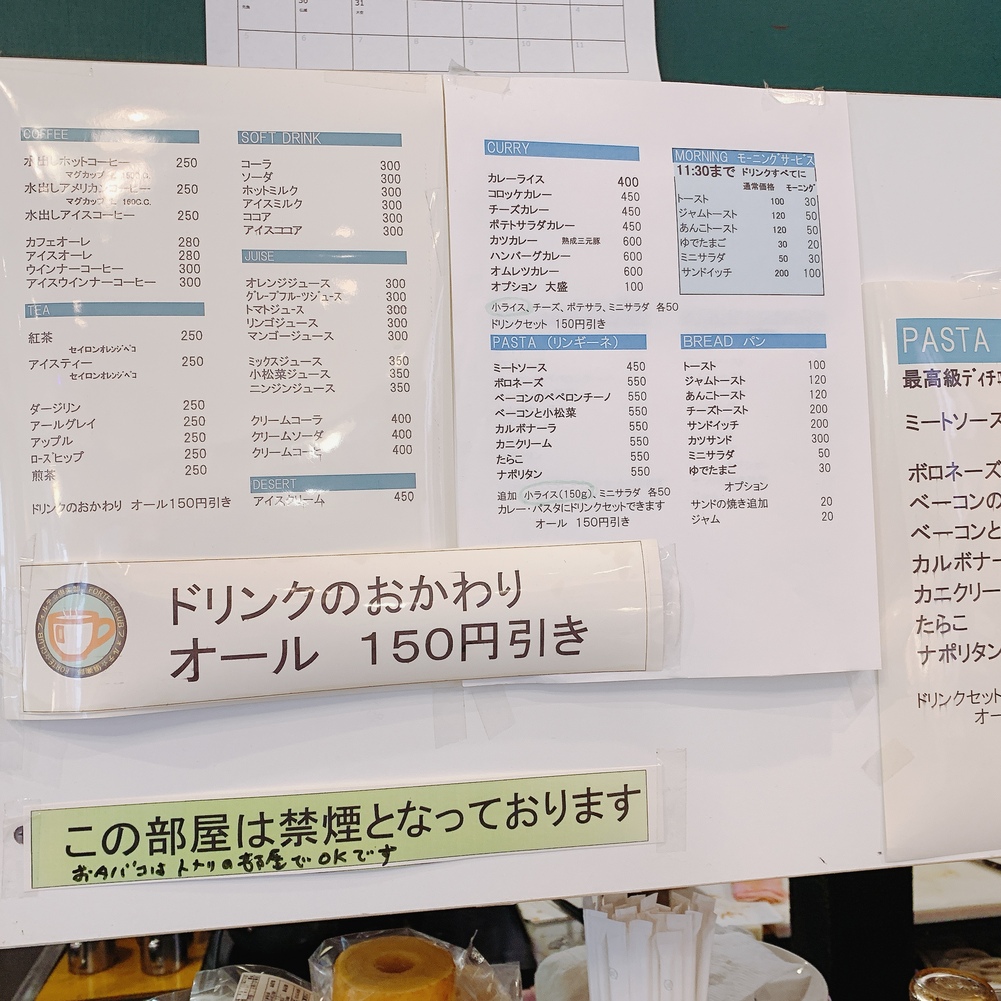 COFFEE
水出しホットコーヒー 250
水出しアメリカンコーヒー 250
水出しアイスコーヒー 250
カフェオーレ 280
アイスオーレ 280
ウインナーコーヒー 300
アイスウインナーコーヒー 300
TEA
紅茶 250
セイロンオレンジペコ
アイスティー 250
セイロンオレンジペコ
ダージリン 250
アールグレイ 250
アップル 250
ローズヒップ 250
煎茶 250
ドリンクのおかわり オール150円引き
SOFT DRINK
コーラ 300
ソーダ 300
ホットミルク 300
アイスミルク 300
ココア 300
アイスココア 300
JUISE
オレンジジュース 300
グレープフルーツジュース 300
トマトジュース 300
リンゴジュース 300
マンゴージュース 300
ミックスジュース 350
小松菜ジュース 350
ニンジンジュース 350
クリームコーラ 400
クリームソーダ 400
クリームコーヒー 400
DESERT
アイスクリーム 450
CURRY
カレーライス 400
コロッケカレー 450
チーズカレー 450
ポテトサラダカレー 450
カツカレー 熟成三元豚 600
ハンバーグカレー 600
オムレツカレー 600
オプション 大盛 100
小ライス、チーズ、ポテサラ、ミニサラダ 各50
ドリンクセット 150円引き
PASTA (リンギーネ)
ミートソース 450
ボロネーズ 550
ベーコンのペペロンチーノ 550
ベーコンと小松菜 550
カルボナーラ 550
カニクリーム 550
たらこ 550
ナポリタン 550
追加 小ライス(150g)、ミニサラダ 各50
カレー・パスタにドリンクセットできます
オール 150円引き
MORNING モーニングサービス
11:30まで ドリンクすべてに
通常価格 モーニング
トースト 100 30
ジャムトースト 120 50
あんこトースト 120 50
ゆでたまご 30 20
ミニサラダ 50 30
サンドイッチ 200 100
BREAD パン
トースト 100
ジャムトースト 120
あんこトースト 120
チーズトースト 200
サンドイッチ 200
カツサンド 300
ミニサラダ 50
ゆでたまご 30
オプション
サンドの焼き追加 20
ジャム 20
PASTA
最高級ディチェ
ミートソース
ボロネーズ
ベーコンの
ベーコンと
カルボナー
カニクリー
たらこ
ナポリタン
ドリンクセット
オー
ドリンクのおかわり
オール 150円引き
この部屋は禁煙となっております
おタバコはトナリの部屋でOKです